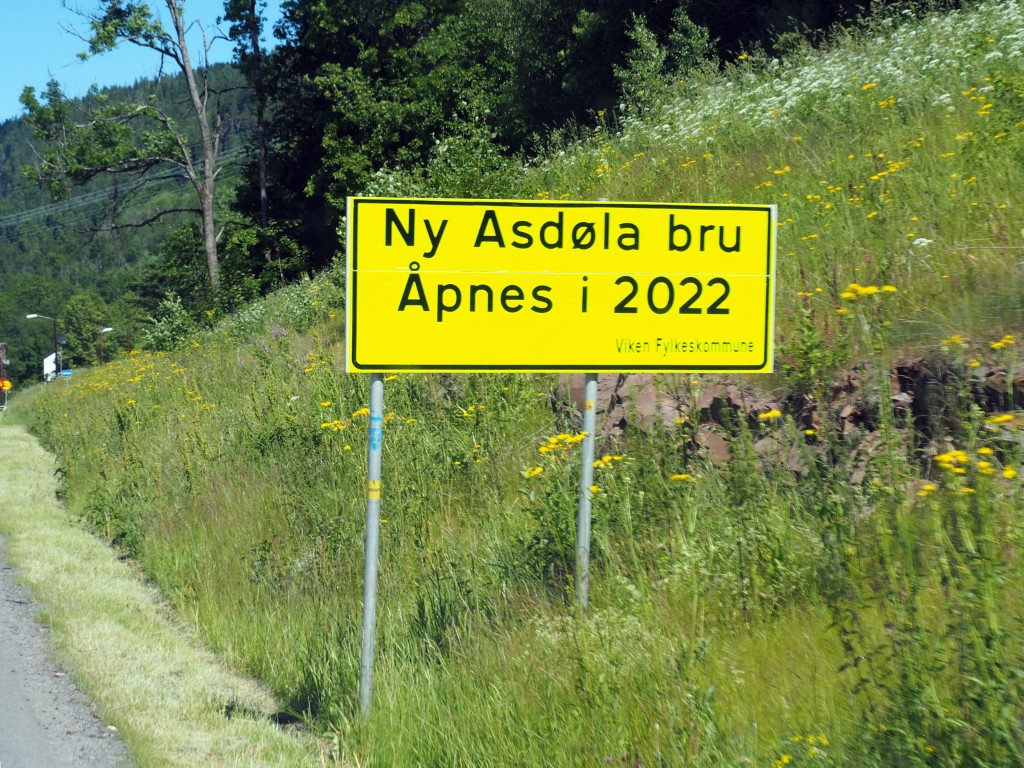 Ny Asdøla bru
Åpnes i 2022
Viken Fylkeskommune